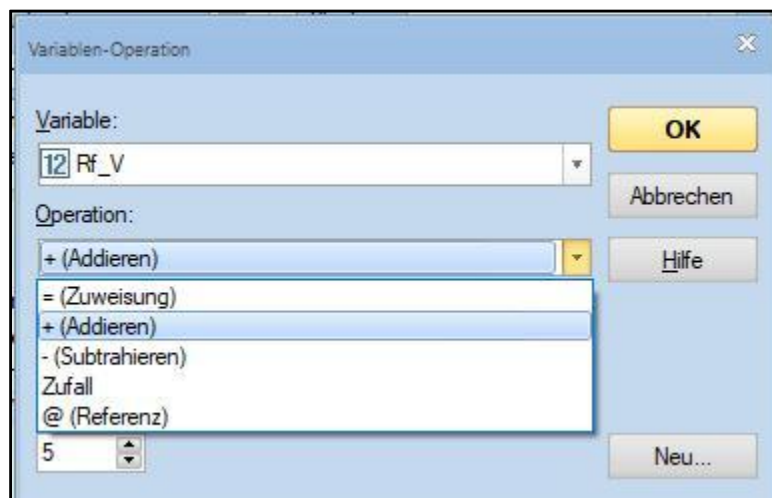 Variablen-Operation
Variable:
OK
12 Rf_V
Abbrechen
Operation:
+ (Addieren)
Hilfe
= (Zuweisung)
+ (Addieren)
- (Subtrahieren)
Zufall
@ (Referenz)
5
Neu...